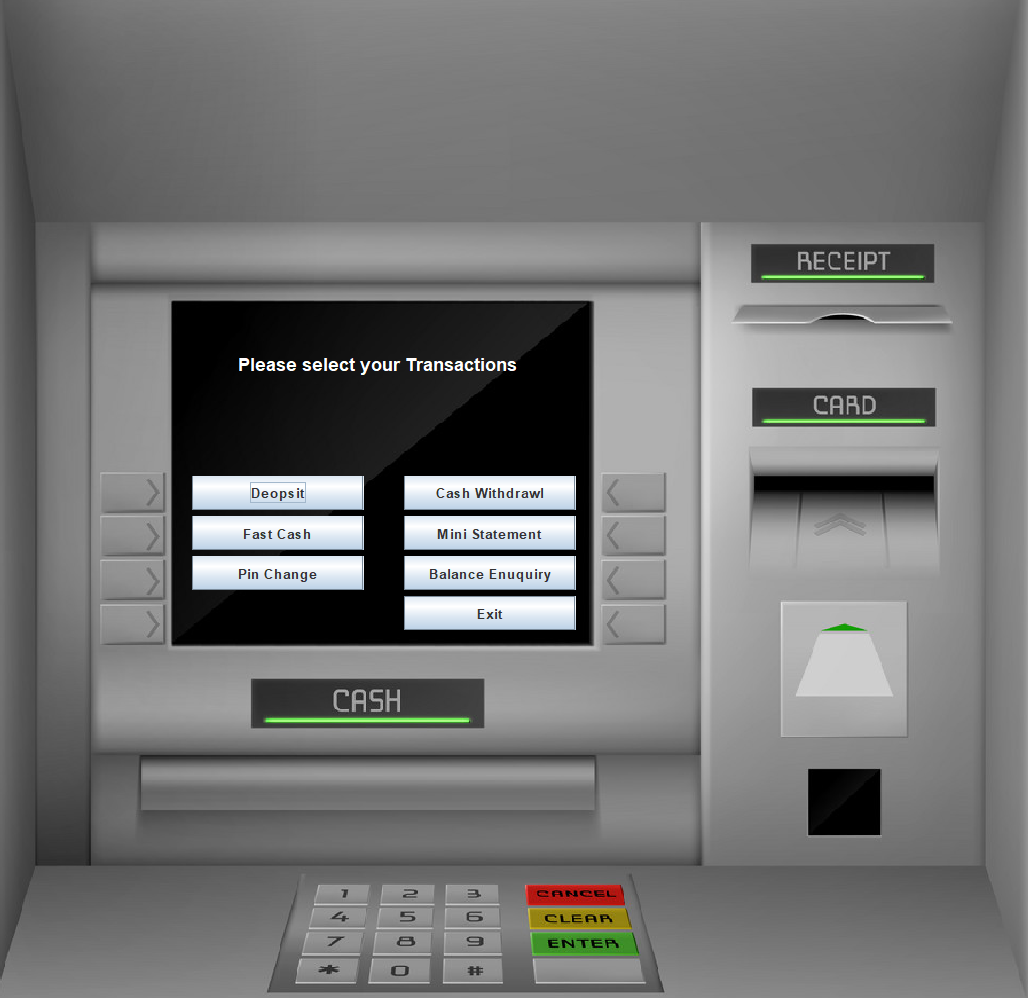 RECEIPT
Please select your Transactions
CARD
Deopsit
Cash Withdrawl
Fast Cash
Mini Statement
Pin Change
Balance Enuquiry
Exit
CASH
1 2 3 CANCEL
4 5 6 CLEAR
7 8 9 ENTER
* 0 #